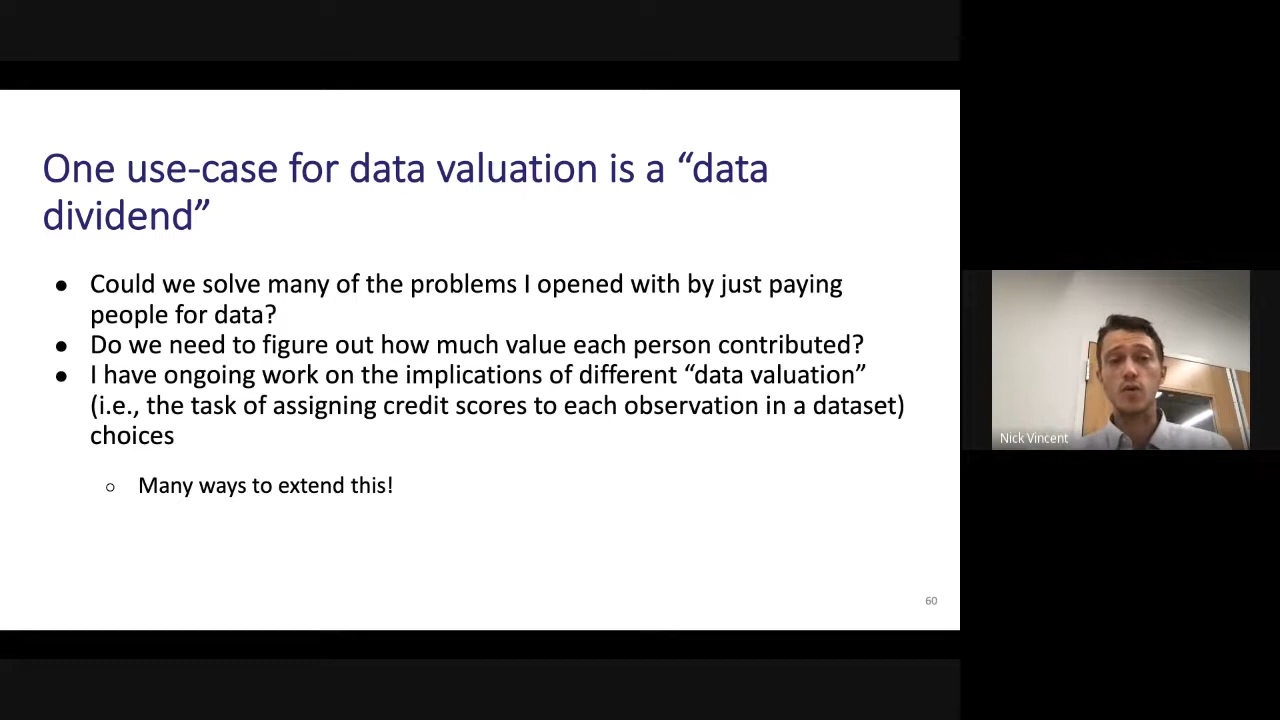 One use-case for data valuation is a “data
dividend”
● Could we solve many of the problems I opened with by just paying
people for data?
● Do we need to figure out how much value each person contributed?
● I have ongoing work on the implications of different “data valuation”
(i.e., the task of assigning credit scores to each observation in a dataset)
choices
○ Many ways to extend this!
60
Nick Vincent